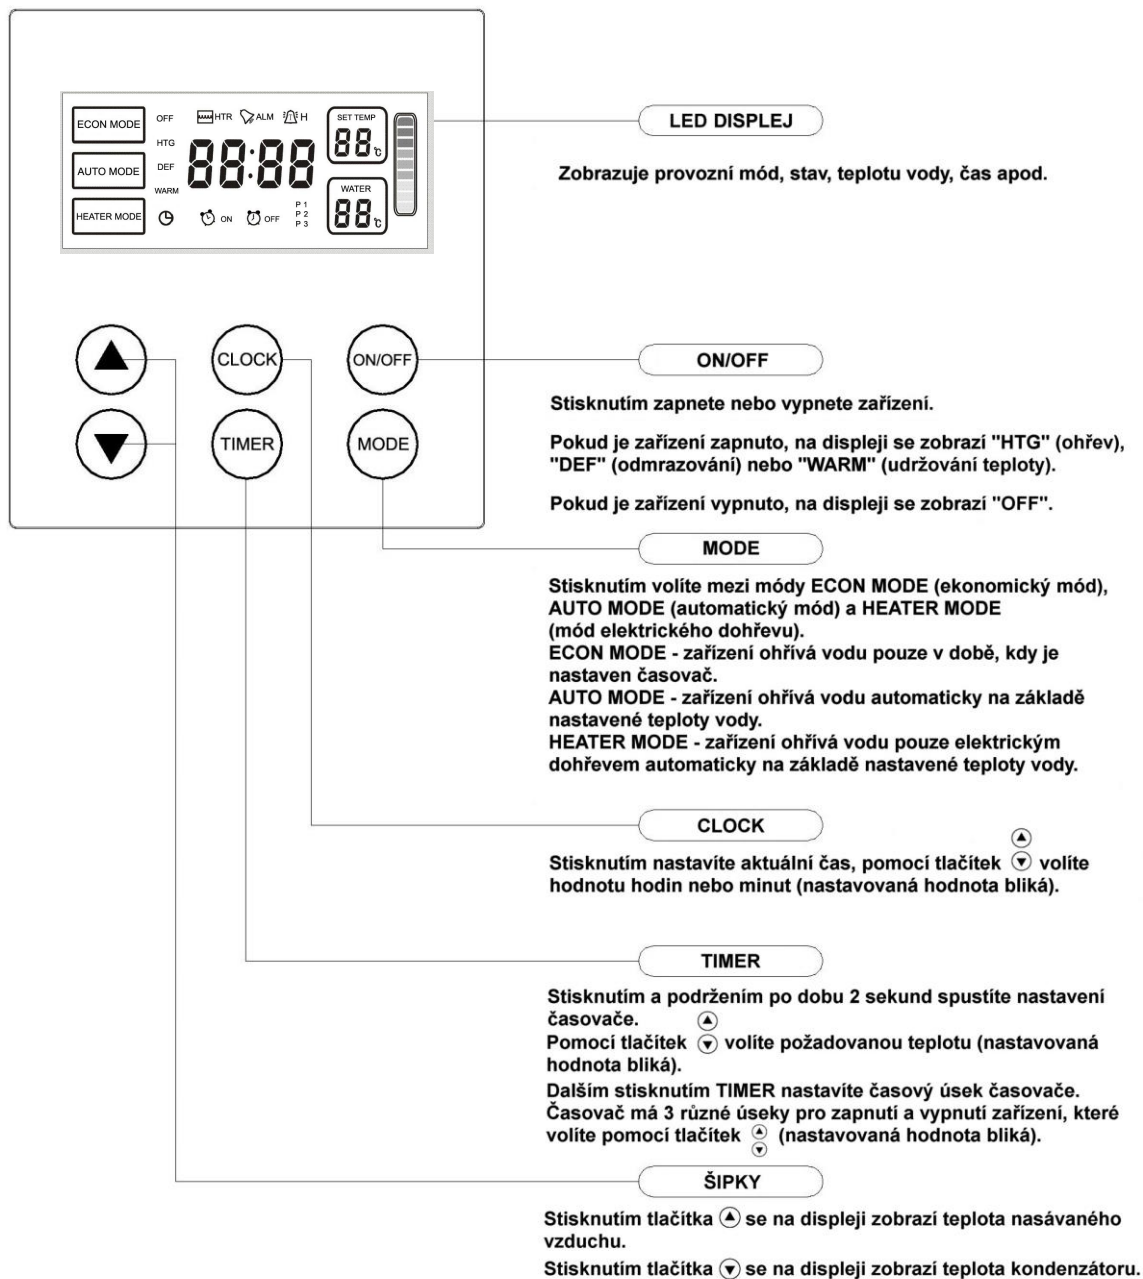 ECON MODE
OFF
HTR
ALM
H
SET TEMP
88 °C
HTG
AUTO MODE
DEF
88:88
WARM
WATER
88 °C
HEATER MODE
ON
OFF
P 1
P 2
P 3
CLOCK
ON/OFF
TIMER
MODE
LED DISPLEJ
Zobrazuje provozní mód, stav, teplotu vody, čas apod.
ON/OFF
Stisknutím zapnete nebo vypnete zařízení.
Pokud je zařízení zapnuto, na displeji se zobrazí "HTG" (ohřev),
"DEF" (odmrazování) nebo "WARM" (udržování teploty).
Pokud je zařízení vypnuto, na displeji se zobrazí "OFF".
MODE
Stisknutím volíte mezi módy ECON MODE (ekonomický mód),
AUTO MODE (automatický mód) a HEATER MODE
(mód elektrického dohřevu).
ECON MODE - zařízení ohřívá vodu pouze v době, kdy je
nastaven časovač.
AUTO MODE - zařízení ohřívá vodu automaticky na základě
nastavené teploty vody.
HEATER MODE - zařízení ohřívá vodu pouze elektrickým
dohřevem automaticky na základě nastavené teploty vody.
CLOCK
Stisknutím nastavíte aktuální čas, pomocí tlačítek volíte
hodnotu hodin nebo minut (nastavovaná hodnota bliká).
TIMER
Stisknutím a podržením po dobu 2 sekund spustíte nastavení
časovače.
Pomocí tlačítek volíte požadovanou teplotu (nastavovaná
hodnota bliká).
Dalším stisknutím TIMER nastavíte časový úsek časovače.
Časovač má 3 různé úseky pro zapnutí a vypnutí zařízení, které
volíte pomocí tlačítek (nastavovaná hodnota bliká).
ŠIPKY
Stisknutím tlačítka se na displeji zobrazí teplota nasávaného
vzduchu.
Stisknutím tlačítka se na displeji zobrazí teplota kondenzátoru.